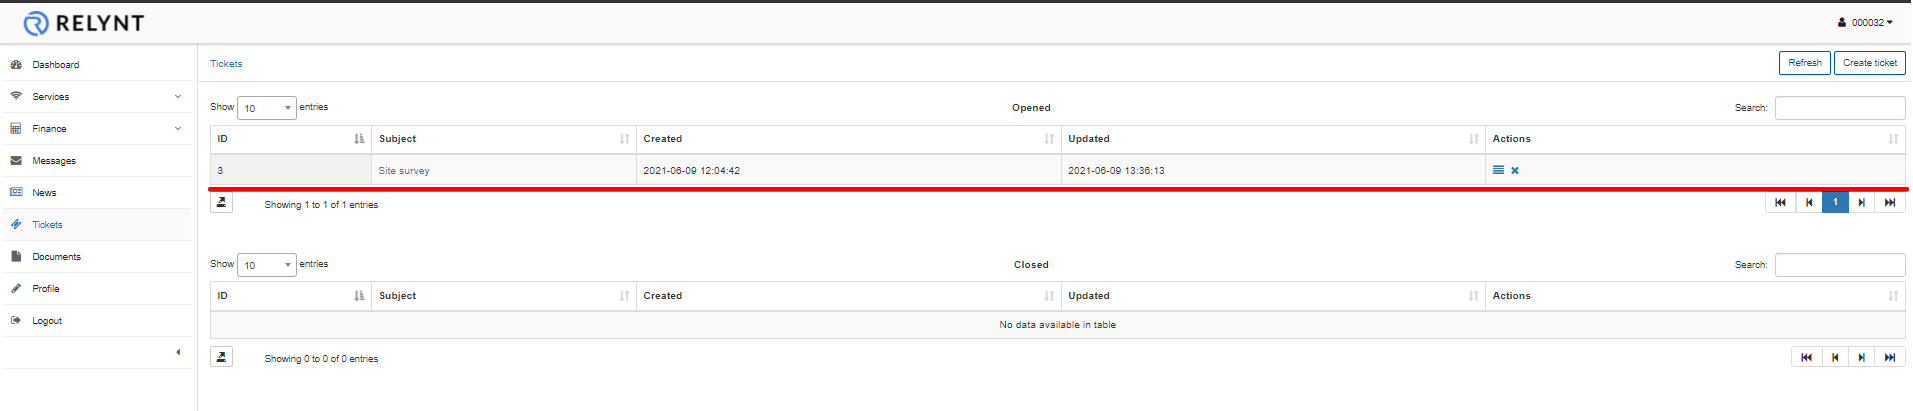 RELYNT
000032
Dashboard
Services
Finance
Messages
News
Tickets
Documents
Profile
Logout
Tickets
Refresh
Create ticket
Show 10 entries
Opened
Search:
ID Subject Created Updated Actions
3 Site survey 2021-06-09 12:04:42 2021-06-09 13:36:13
Showing 1 to 1 of 1 entries
1
Show 10 entries
Closed
Search:
ID Subject Created Updated Actions
No data available in table
Showing 0 to 0 of 0 entries